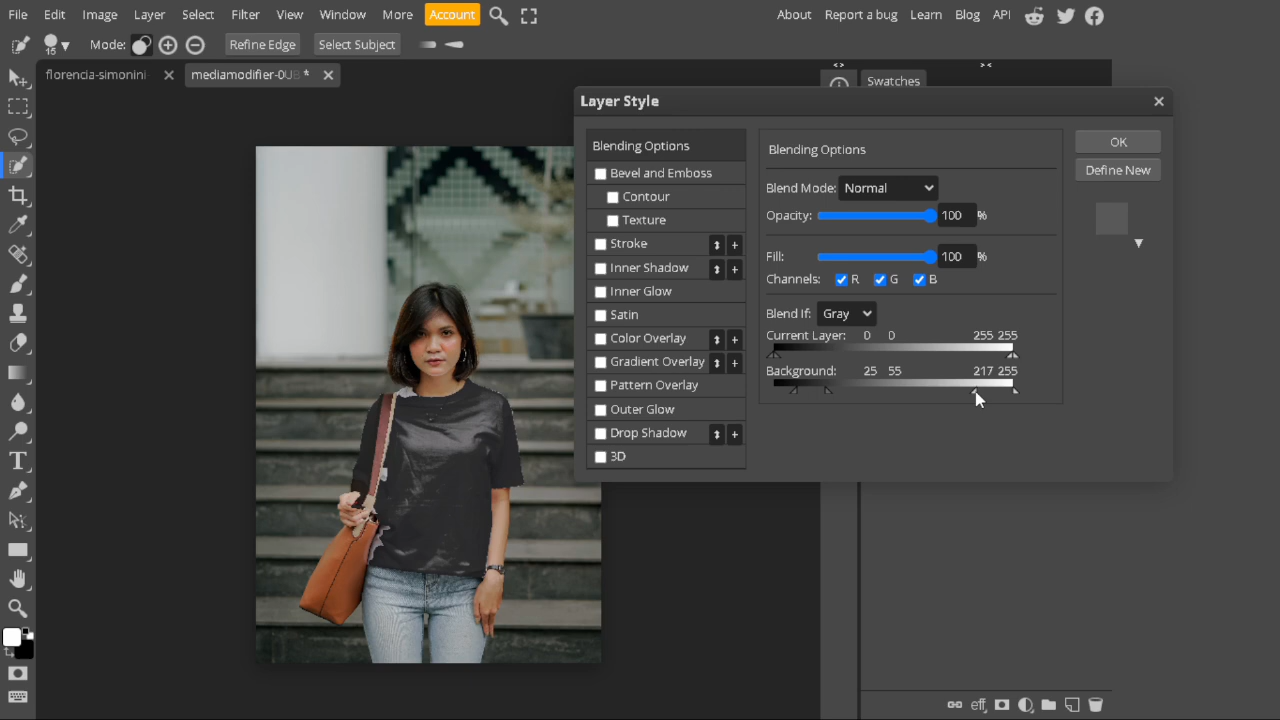 File Edit Image Layer Select Filter View Window More Account About Report a bug Learn Blog API
15 Mode: Refine Edge Select Subject
florencia-simonini mediamodifier-0U8 * Swatches
Layer Style
Blending Options
Bevel and Emboss
Contour
Texture
Stroke
Inner Shadow
Inner Glow
Satin
Color Overlay
Gradient Overlay
Pattern Overlay
Outer Glow
Drop Shadow
3D
Blending Options
Blend Mode: Normal
Opacity: 100 %
Fill: 100 %
Channels: R G B
Blend If: Gray
Current Layer: 0 0 255 255
Background: 25 55 217 255
OK
Define New
eff